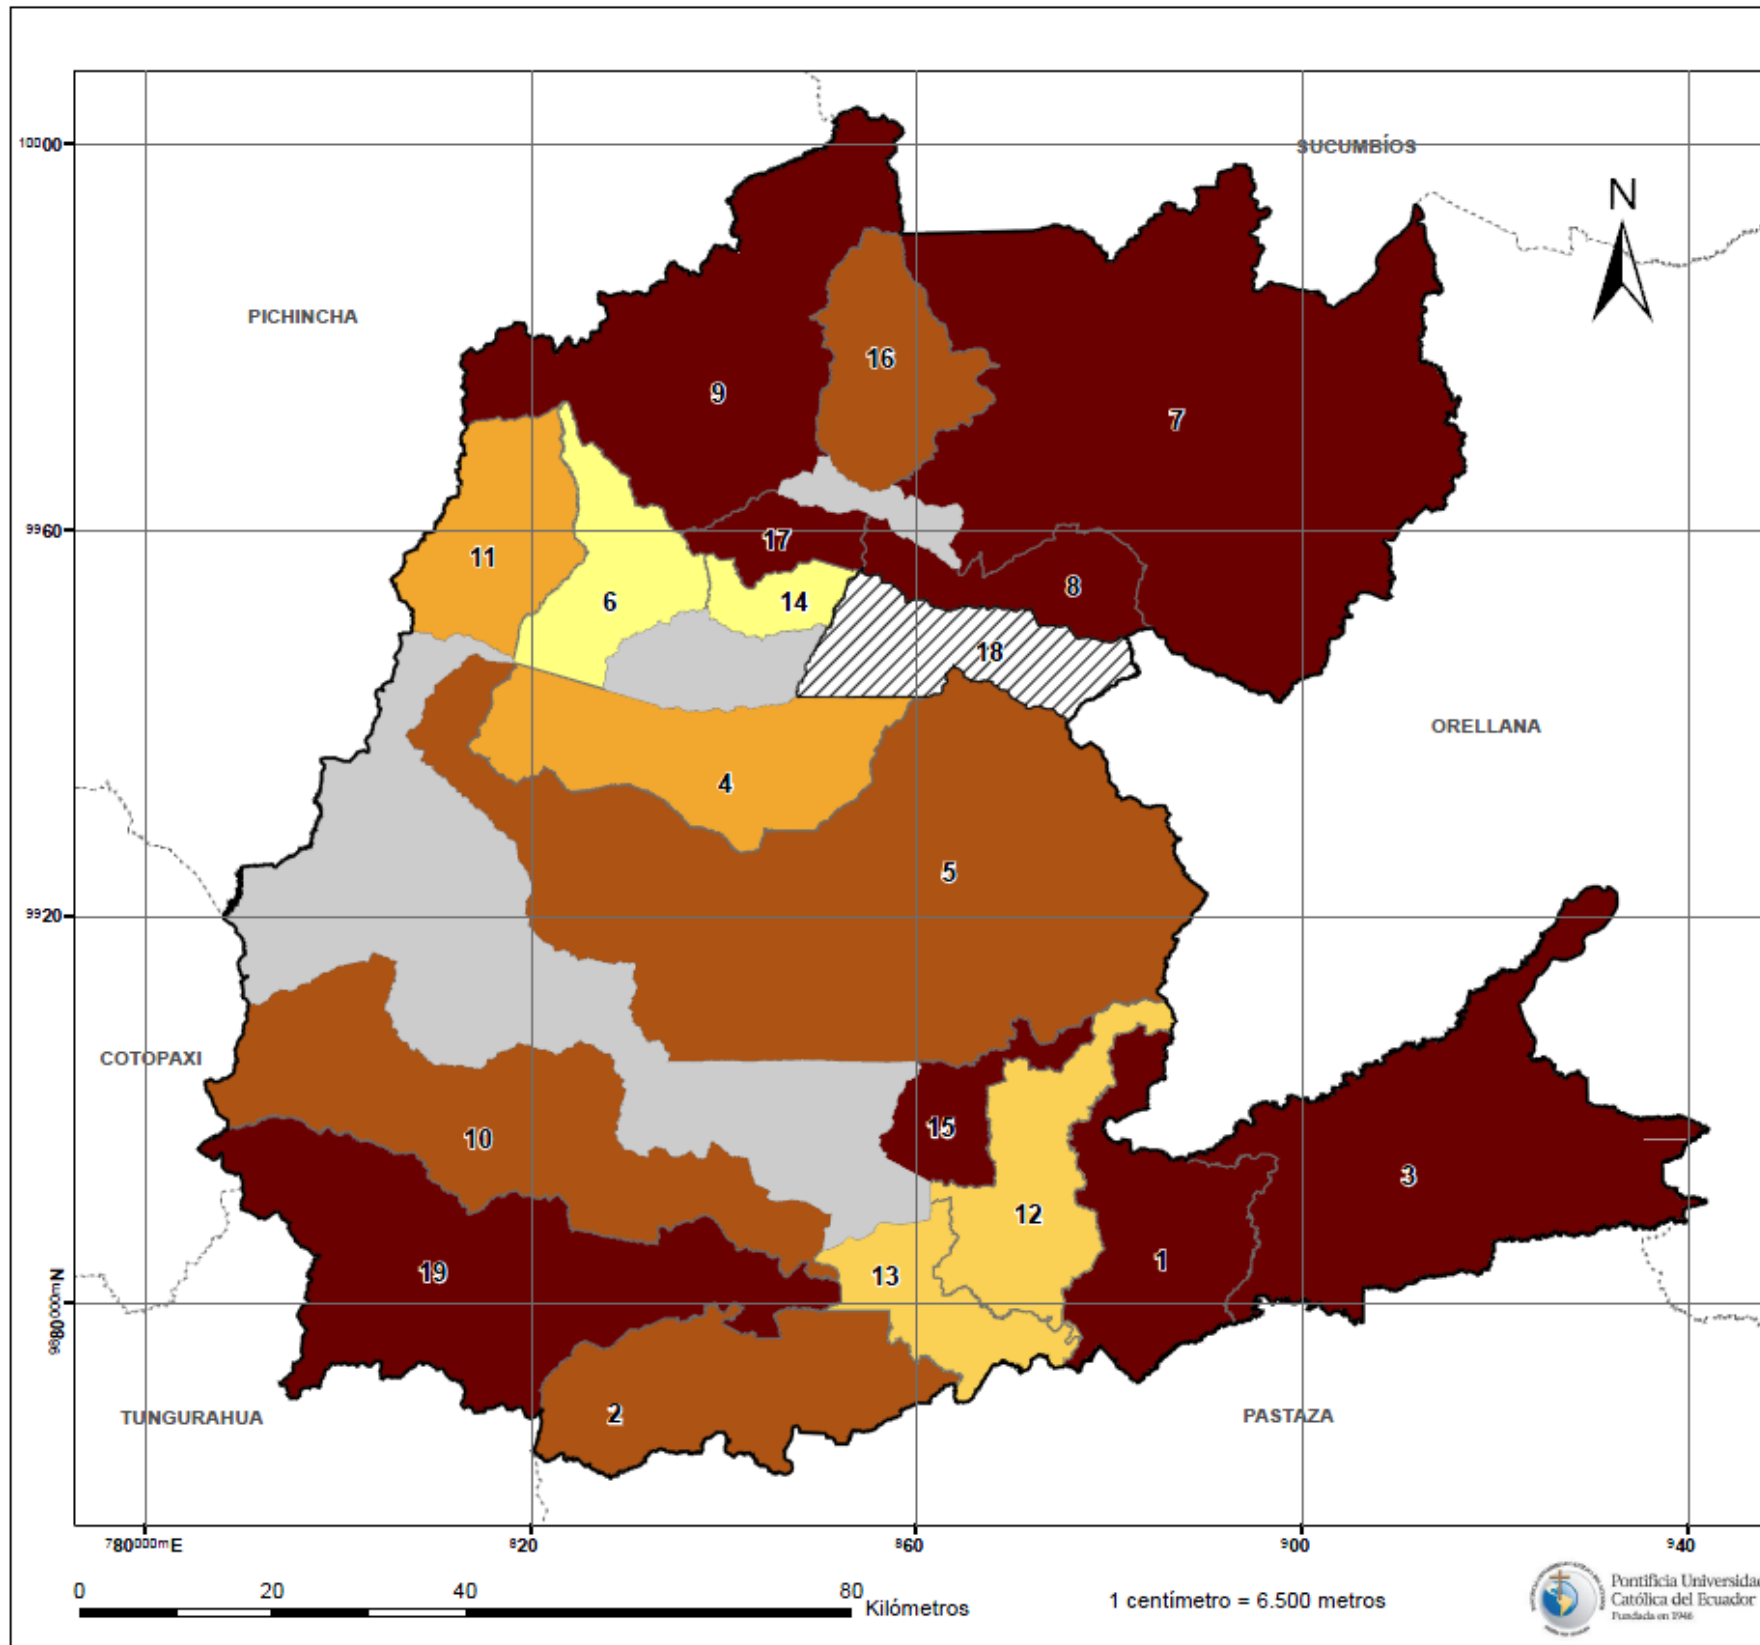 N
SUCUMBÍOS
PICHINCHA
ORELLANA
COTOPAXI
TUNGURAHUA
PASTAZA
16
9
7
17
11
8
6
14
18
4
5
10
15
3
12
1
19
13
2
10000
9960
9920
9880000mN
780000mE
820
860
900
940
0 20 40 80
Kilómetros
1 centímetro = 6.500 metros
Pontificia Universidad
Católica del Ecuador
Fundada en 1946